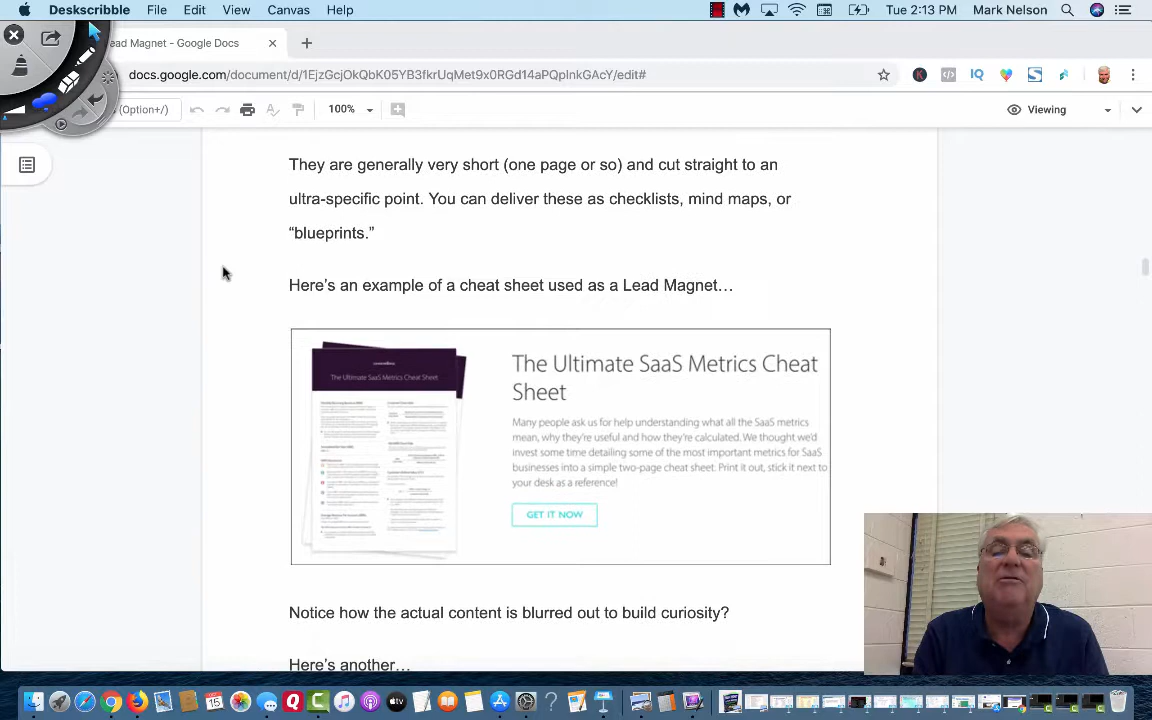 Deskscribble File Edit View Canvas Help Tue 2:13 PM Mark Nelson
ead Magnet - Google Docs
docs.google.com/document/d/1EjzGcjOkQbK05YB3fkrUqMet9x0RGd14aPQpInkGAcY/edit#
(Option+/) 100% Viewing
They are generally very short (one page or so) and cut straight to an
ultra-specific point. You can deliver these as checklists, mind maps, or
“blueprints.”
Here’s an example of a cheat sheet used as a Lead Magnet…
The Ultimate SaaS Metrics Cheat Sheet
The Ultimate SaaS Metrics Cheat
Sheet
Many people ask us for help understanding what all the SaaS metrics
mean, why they're useful and how they're calculated. We thought we'd
invest some time detailing some of the most important metrics for SaaS
businesses into a simple two-page cheat sheet. Print it out, stick it next to
your desk as a reference!
GET IT NOW
Notice how the actual content is blurred out to build curiosity?
Here’s another…